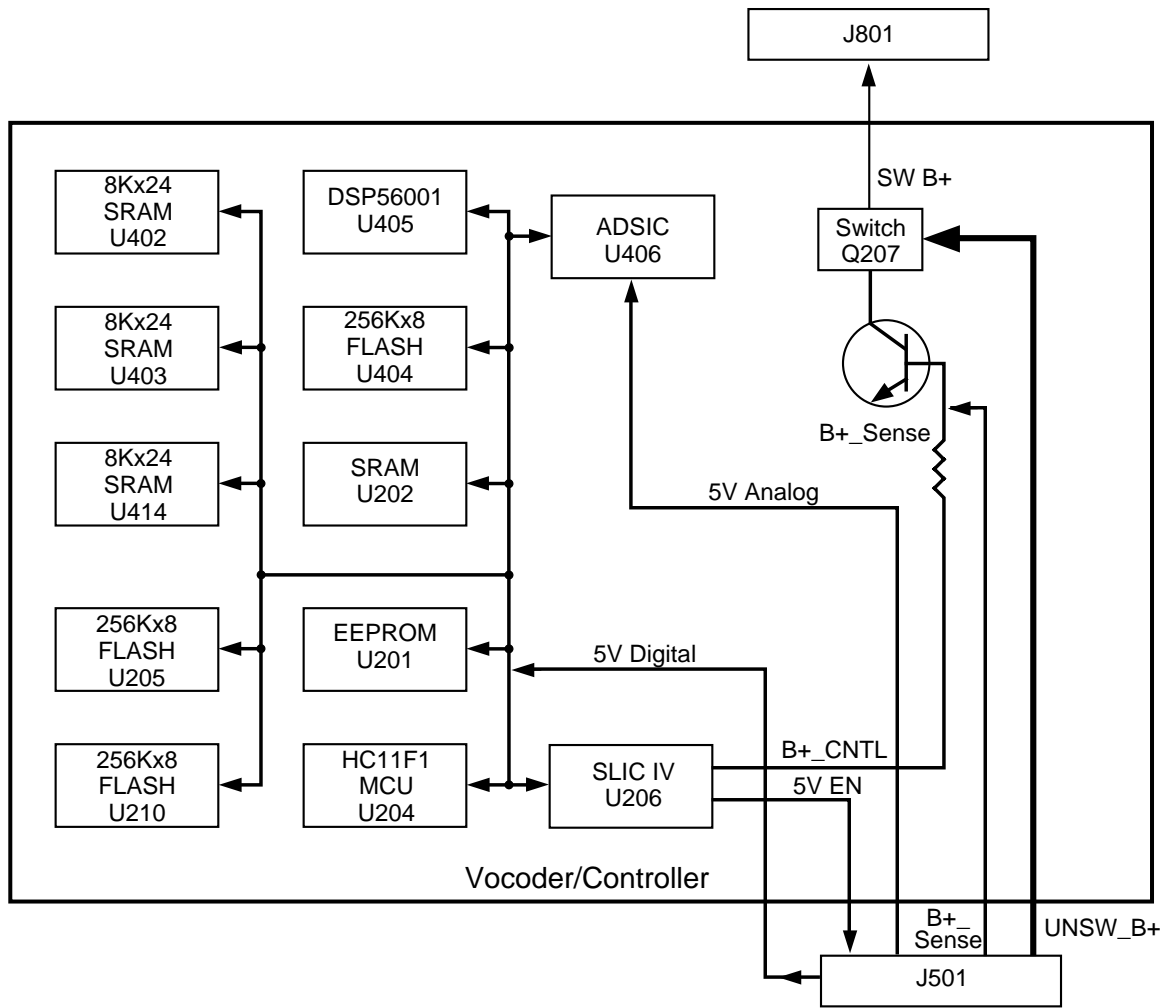 J801
SW B+
8Kx24
SRAM
U402
DSP56001
U405
ADSIC
U406
Switch
Q207
8Kx24
SRAM
U403
256Kx8
FLASH
U404
B+_Sense
8Kx24
SRAM
U414
SRAM
U202
5V Analog
256Kx8
FLASH
U205
EEPROM
U201
5V Digital
256Kx8
FLASH
U210
HC11F1
MCU
U204
SLIC IV
U206
B+_CNTL
5V EN
Vocoder/Controller
B+_
Sense
UNSW_B+
J501